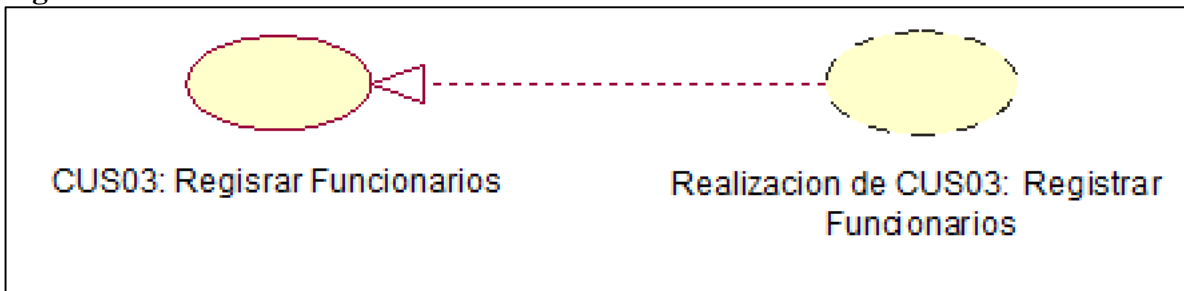 CUS03: Regisrar Funcionarios
Realizacion de CUS03: Registrar
Funcionarios